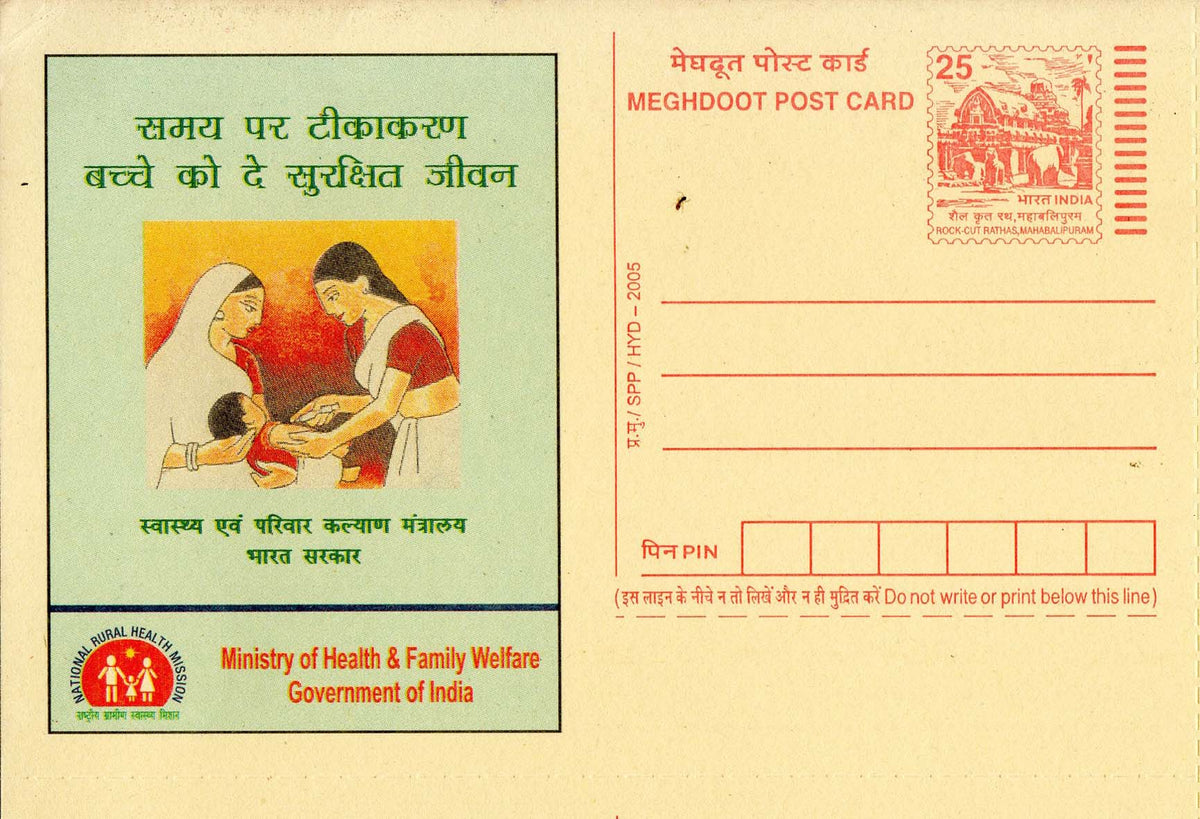 समय पर टीकाकरण
बच्चे को दे सुरक्षित जीवन
स्वास्थ्य एवं परिवार कल्याण मंत्रालय
भारत सरकार
NATIONAL RURAL HEALTH MISSION
राष्ट्रीय ग्रामीण स्वास्थ्य मिशन
Ministry of Health & Family Welfare
Government of India
मेघदूत पोस्ट कार्ड
MEGHDOOT POST CARD
25
भारत INDIA
शैल कृत रथ, महाबलिपुरम
ROCK-CUT RATHAS, MAHABALIPURAM
प्र.मु./ SPP / HYD – 2005
पिन PIN
(इस लाइन के नीचे न तो लिखें और न ही मुद्रित करें Do not write or print below this line)